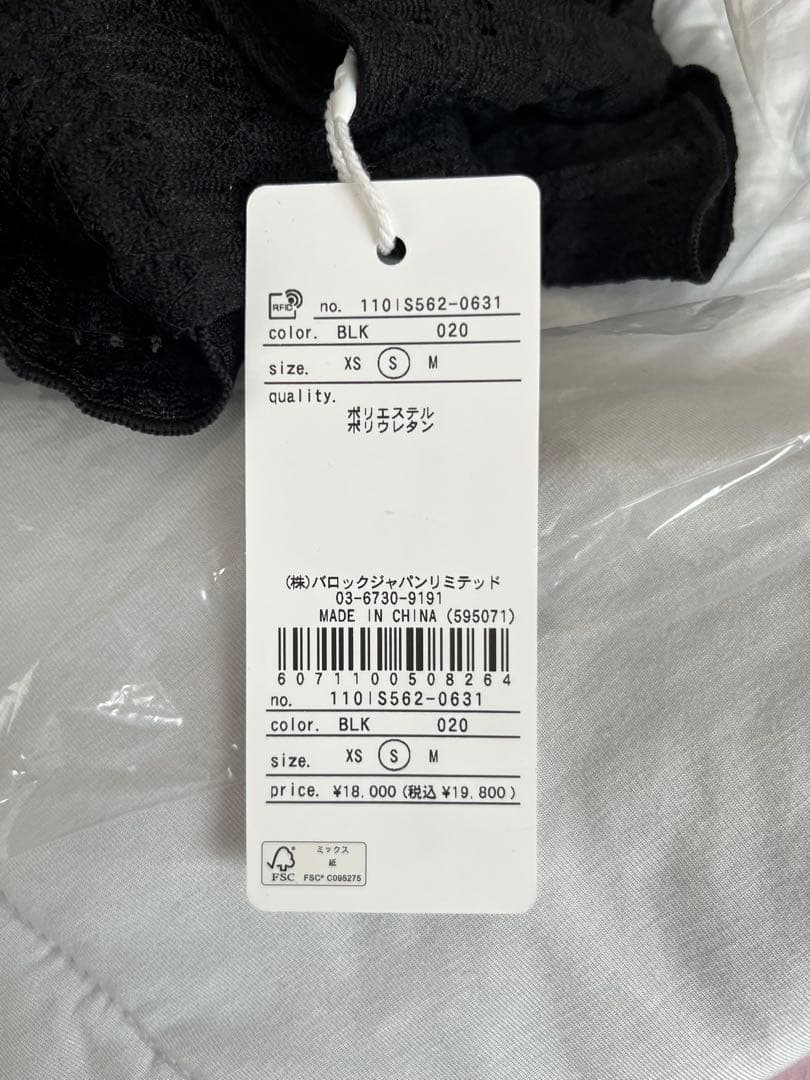 RFID no. 110IS562-0631
color. BLK 020
size. XS S M
quality.
ポリエステル
ポリウレタン
(株)バロックジャパンリミテッド
03-6730-9191
MADE IN CHINA (595071)
6071100508264
no. 110IS562-0631
color. BLK 020
size. XS S M
price. ¥18,000(税込¥19,800)
ミックス
紙
FSC FSC® C095275